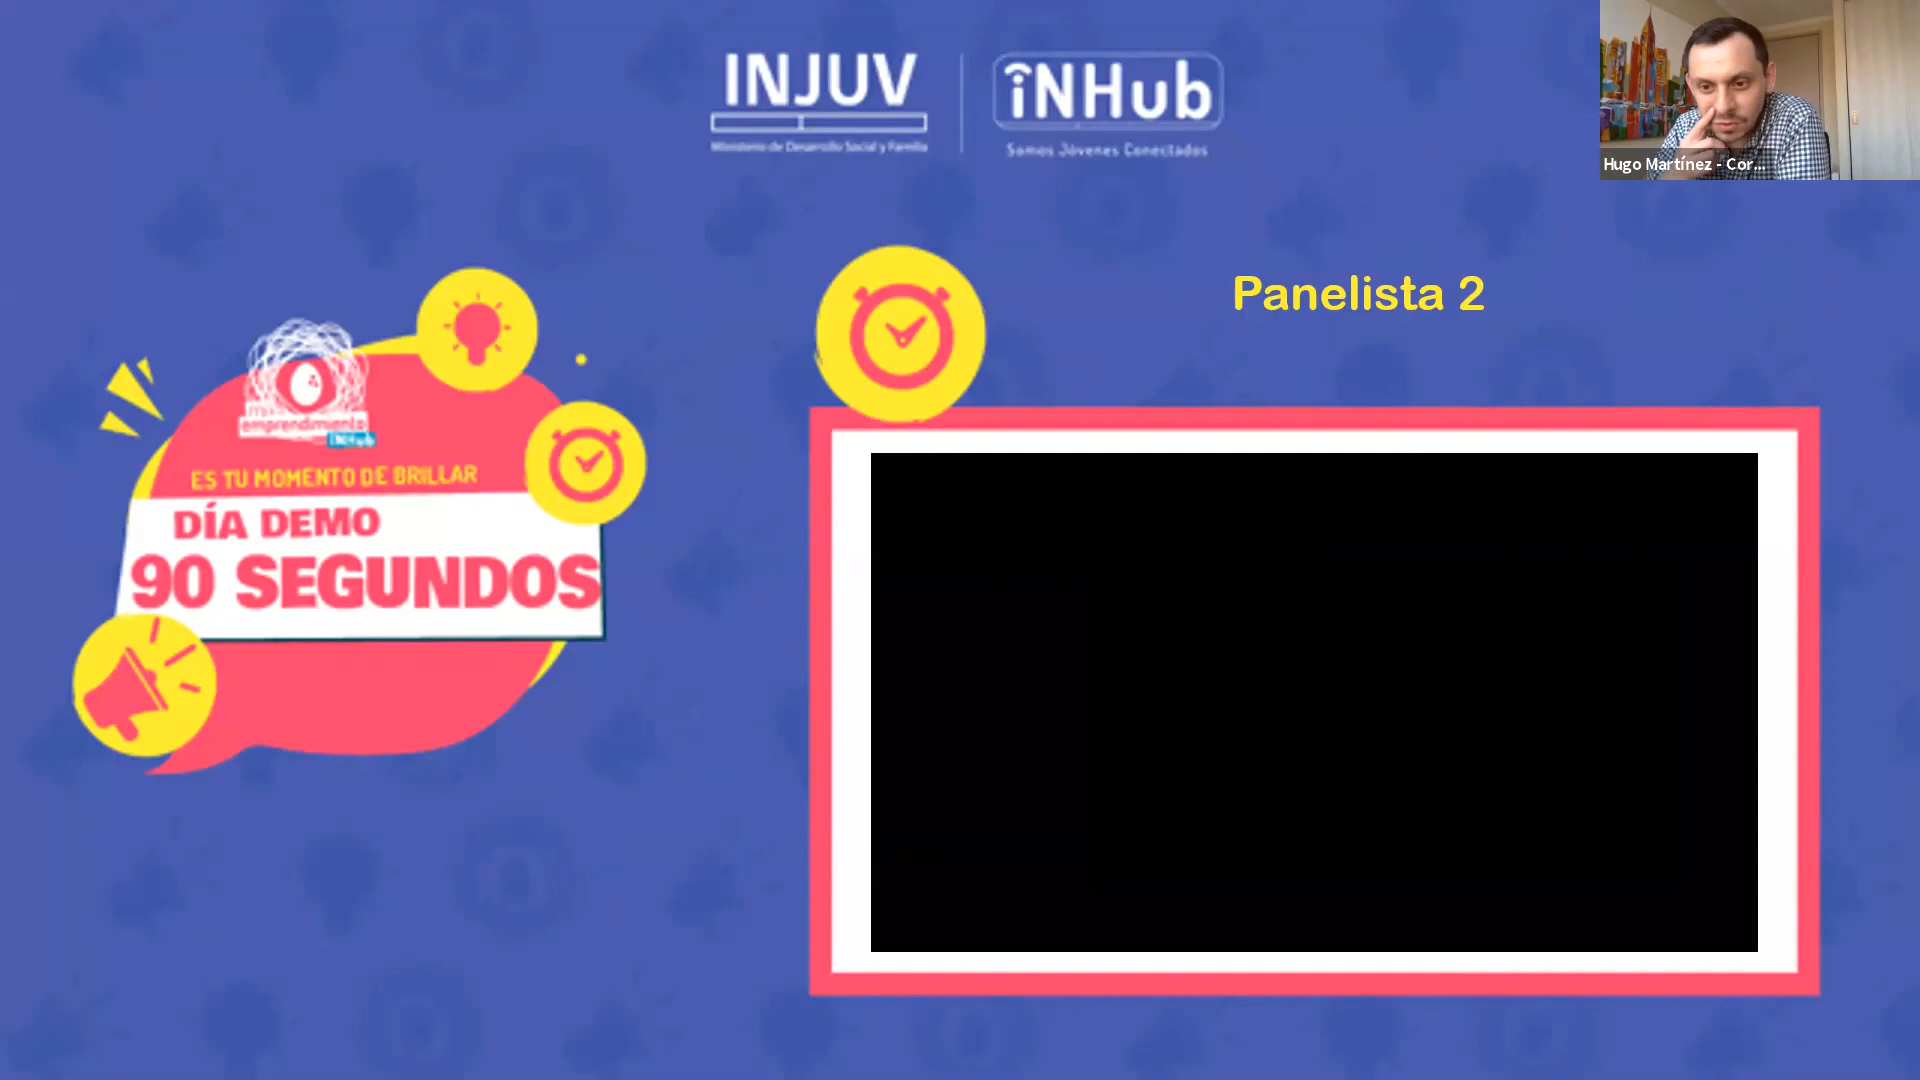 INJUV
Ministerio de Desarrollo Social y Familia
iNHub
Somos Jóvenes Conectados
Hugo Martínez - Cor...
Panelista 2
mi
emprendimiento
iNHub
ES TU MOMENTO DE BRILLAR
DÍA DEMO
90 SEGUNDOS